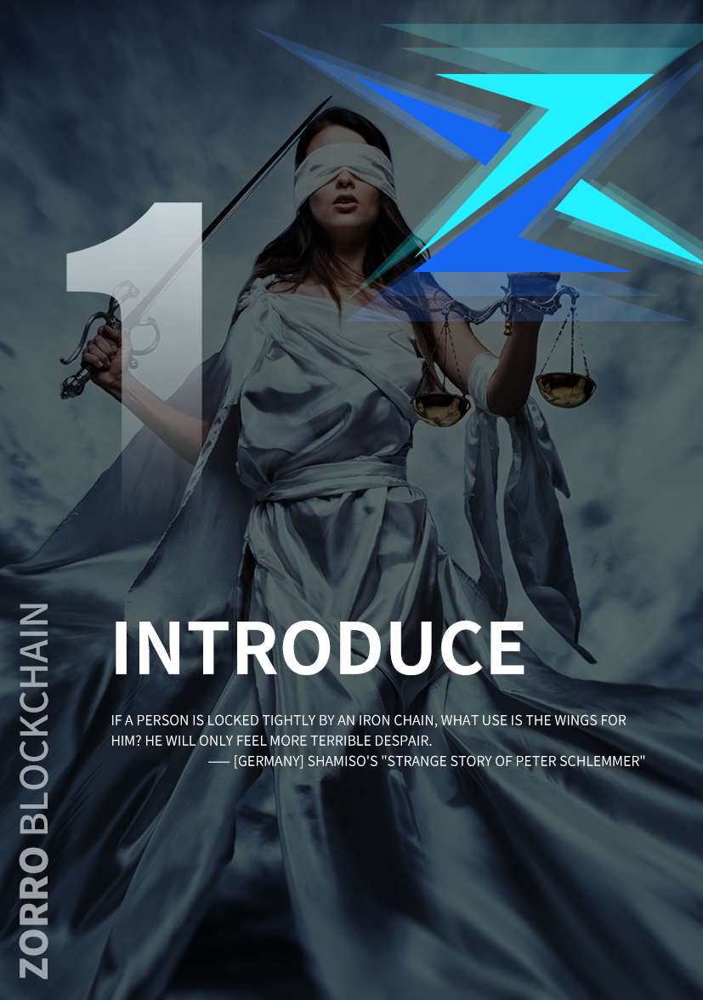 1
INTRODUCE
IF A PERSON IS LOCKED TIGHTLY BY AN IRON CHAIN, WHAT USE IS THE WINGS FOR
HIM? HE WILL ONLY FEEL MORE TERRIBLE DESPAIR.
—— [GERMANY] SHAMISO'S "STRANGE STORY OF PETER SCHLEMMER"
ZORRO BLOCKCHAIN